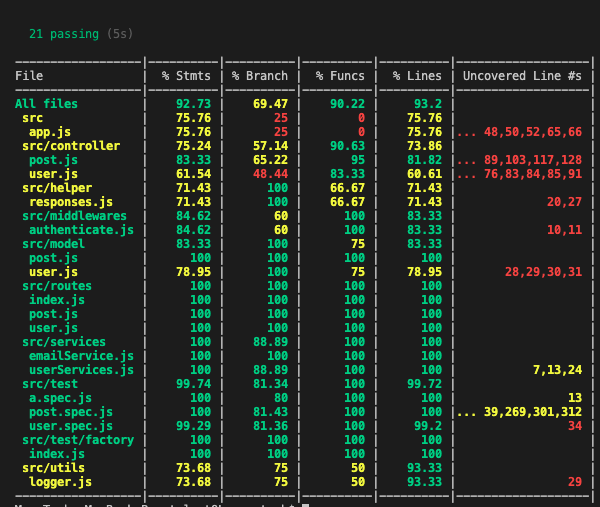 21 passing (5s)
File | % Stmts | % Branch | % Funcs | % Lines | Uncovered Line #s |
All files | 92.73 | 69.47 | 90.22 | 93.2 | |
src | 75.76 | 25 | 0 | 75.76 | |
app.js | 75.76 | 25 | 0 | 75.76 |... 48,50,52,65,66 |
src/controller | 75.24 | 57.14 | 90.63 | 73.86 | |
post.js | 83.33 | 65.22 | 95 | 81.82 |... 89,103,117,128 |
user.js | 61.54 | 48.44 | 83.33 | 60.61 |... 76,83,84,85,91 |
src/helper | 71.43 | 100 | 66.67 | 71.43 | |
responses.js | 71.43 | 100 | 66.67 | 71.43 | 20,27 |
src/middlewares | 84.62 | 60 | 100 | 83.33 | |
authenticate.js | 84.62 | 60 | 100 | 83.33 | 10,11 |
src/model | 83.33 | 100 | 75 | 83.33 | |
post.js | 100 | 100 | 100 | 100 | |
user.js | 78.95 | 100 | 75 | 78.95 | 28,29,30,31 |
src/routes | 100 | 100 | 100 | 100 | |
index.js | 100 | 100 | 100 | 100 | |
post.js | 100 | 100 | 100 | 100 | |
user.js | 100 | 100 | 100 | 100 | |
src/services | 100 | 88.89 | 100 | 100 | |
emailService.js | 100 | 100 | 100 | 100 | |
userServices.js | 100 | 88.89 | 100 | 100 | 7,13,24 |
src/test | 99.74 | 81.34 | 100 | 99.72 | |
a.spec.js | 100 | 80 | 100 | 100 | 13 |
post.spec.js | 100 | 81.43 | 100 | 100 |... 39,269,301,312 |
user.spec.js | 99.29 | 81.36 | 100 | 99.2 | 34 |
src/test/factory | 100 | 100 | 100 | 100 | |
index.js | 100 | 100 | 100 | 100 | |
src/utils | 73.68 | 75 | 50 | 93.33 | |
logger.js | 73.68 | 75 | 50 | 93.33 | 29 |